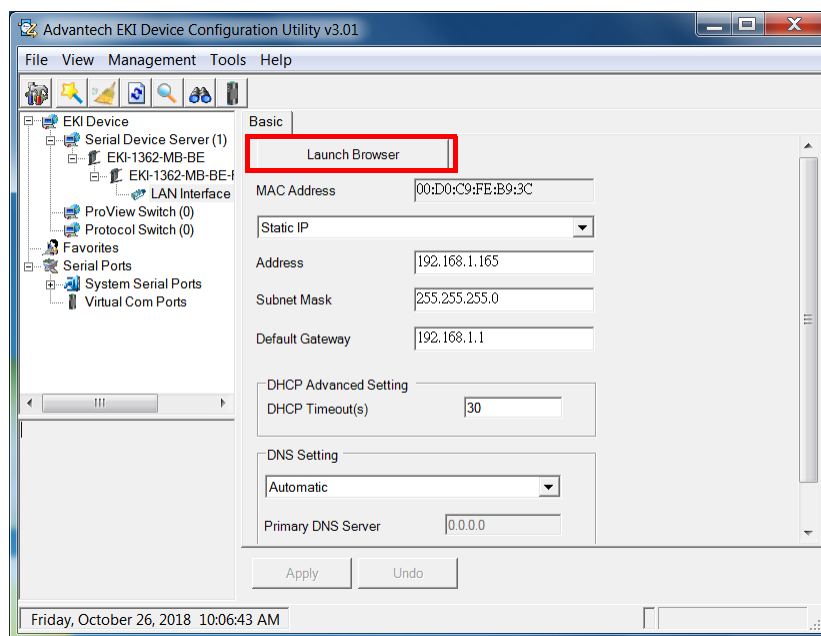 Advantech EKI Device Configuration Utility v3.01
File View Management Tools Help
EKI Device
Serial Device Server (1)
EKI-1362-MB-BE
EKI-1362-MB-BE-
LAN Interface
ProView Switch (0)
Protocol Switch (0)
Favorites
Serial Ports
System Serial Ports
Virtual Com Ports
Basic
Launch Browser
MAC Address 00:D0:C9:FE:B9:3C
Static IP
Address 192.168.1.165
Subnet Mask 255.255.255.0
Default Gateway 192.168.1.1
DHCP Advanced Setting
DHCP Timeout(s) 30
DNS Setting
Automatic
Primary DNS Server 0.0.0.0
Apply Undo
Friday, October 26, 2018 10:06:43 AM